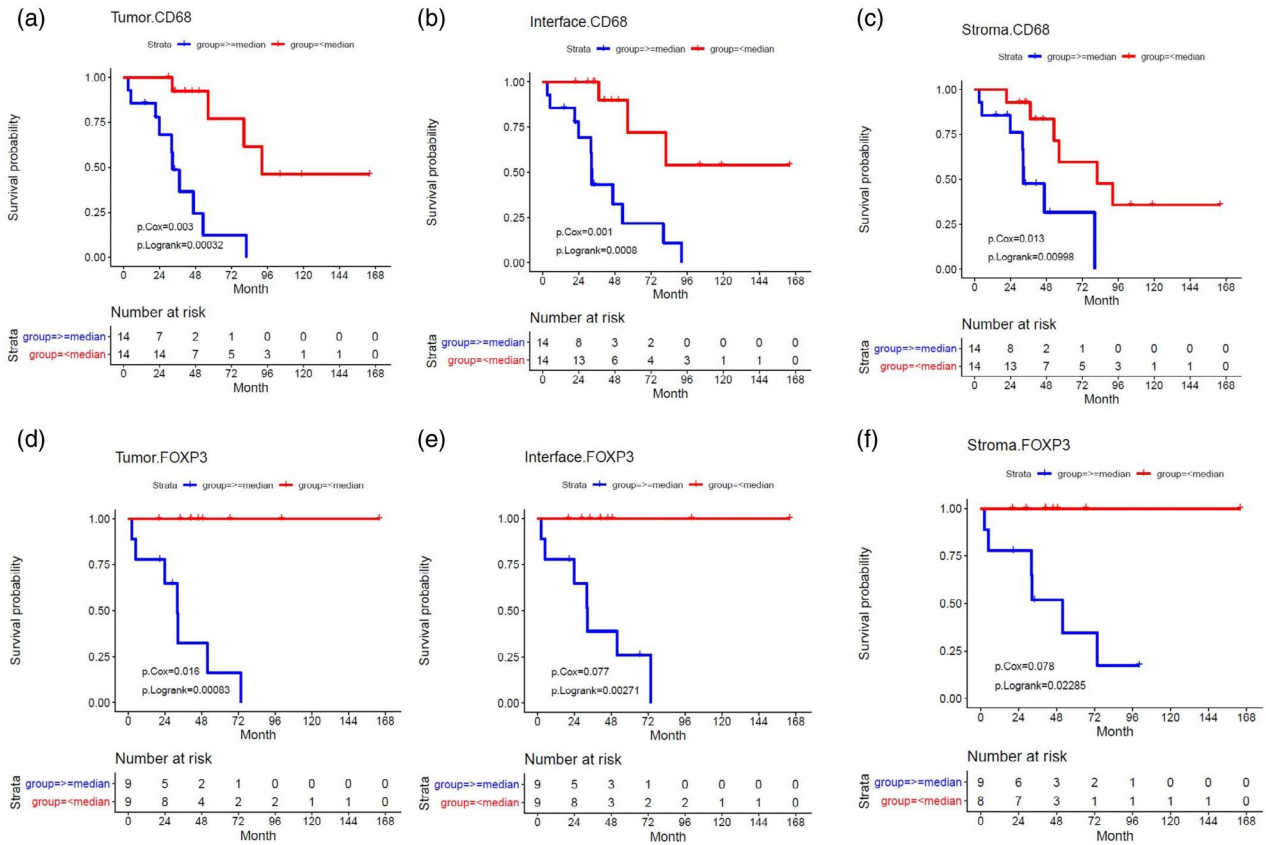 (a)
Tumor.CD68
Strata group=>=median group=<median
Survival probability
1.00
0.75
0.50
0.25
0.00
p.Cox=0.003
p.Logrank=0.00032
0 24 48 72 96 120 144 168
Month
Number at risk
Strata
group=>=median 14 7 2 1 0 0 0 0
group=<median 14 14 7 5 3 1 1 0
0 24 48 72 96 120 144 168
Month
(b)
Interface.CD68
Strata group=>=median group=<median
Survival probability
1.00
0.75
0.50
0.25
0.00
p.Cox=0.001
p.Logrank=0.0008
0 24 48 72 96 120 144 168
Month
Number at risk
Strata
group=>=median 14 8 3 2 0 0 0 0
group=<median 14 13 6 4 3 1 1 0
0 24 48 72 96 120 144 168
Month
(c)
Stroma.CD68
Strata group=>=median group=<median
Survival probability
1.00
0.75
0.50
0.25
0.00
p.Cox=0.013
p.Logrank=0.00998
0 24 48 72 96 120 144 168
Month
Number at risk
Strata
group=>=median 14 8 2 1 0 0 0 0
group=<median 14 13 7 5 3 1 1 0
0 24 48 72 96 120 144 168
Month
(d)
Tumor.FOXP3
Strata group=>=median group=<median
Survival probability
1.00
0.75
0.50
0.25
0.00
p.Cox=0.016
p.Logrank=0.00083
0 24 48 72 96 120 144 168
Month
Number at risk
Strata
group=>=median 9 5 2 1 0 0 0 0
group=<median 9 8 4 2 2 1 1 0
0 24 48 72 96 120 144 168
Month
(e)
Interface.FOXP3
Strata group=>=median group=<median
Survival probability
1.00
0.75
0.50
0.25
0.00
p.Cox=0.077
p.Logrank=0.00271
0 24 48 72 96 120 144 168
Month
Number at risk
Strata
group=>=median 9 5 3 1 0 0 0 0
group=<median 9 8 3 2 2 1 1 0
0 24 48 72 96 120 144 168
Month
(f)
Stroma.FOXP3
Strata group=>=median group=<median
Survival probability
1.00
0.75
0.50
0.25
0.00
p.Cox=0.078
p.Logrank=0.02285
0 24 48 72 96 120 144 168
Month
Number at risk
Strata
group=>=median 9 6 3 2 1 0 0 0
group=<median 8 7 3 1 1 1 1 0
0 24 48 72 96 120 144 168
Month